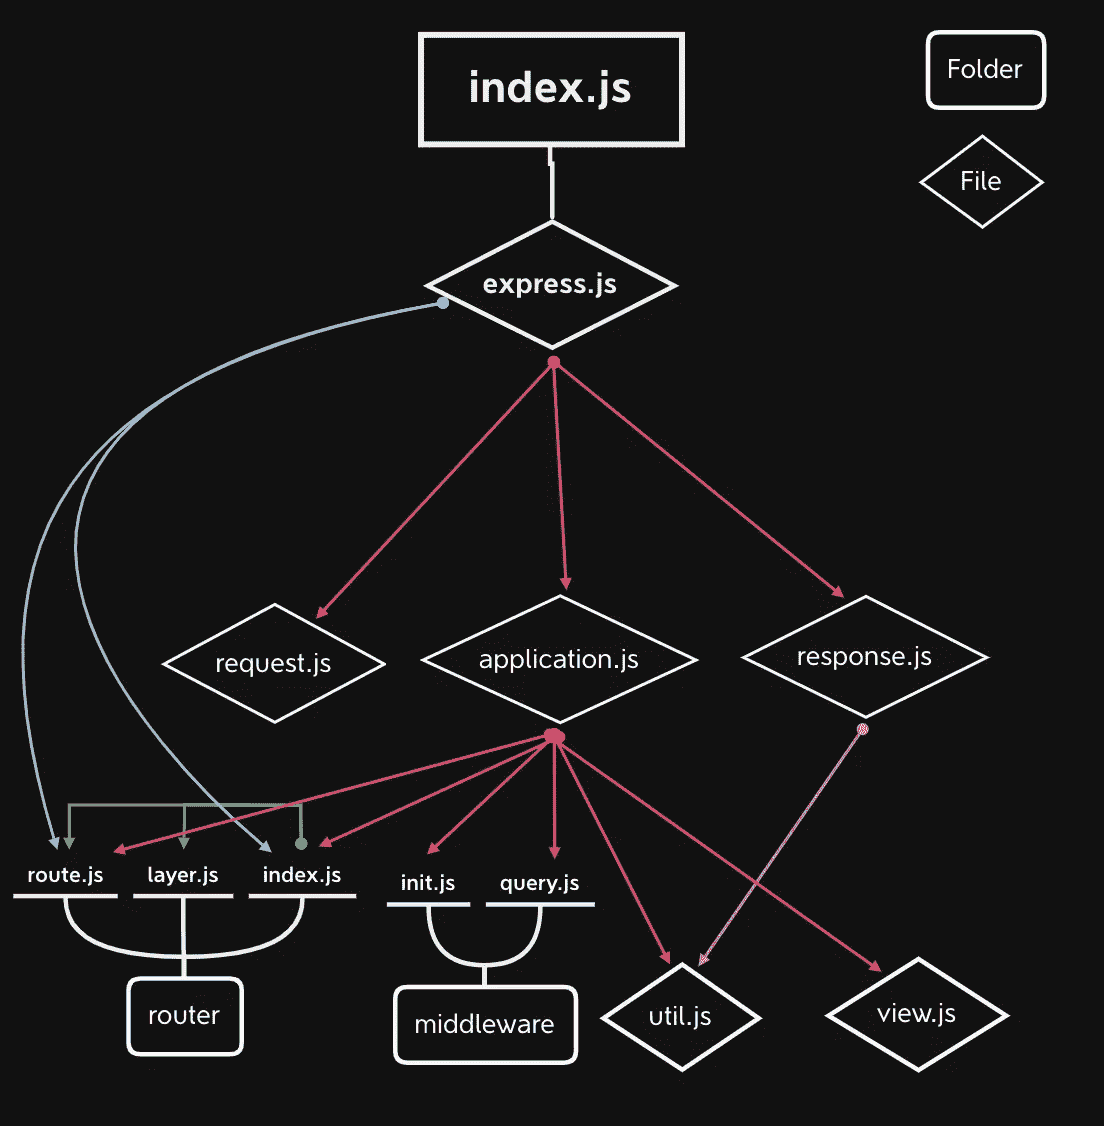 index.js
Folder
File
express.js
request.js
application.js
response.js
route.js
layer.js
index.js
init.js
query.js
router
middleware
util.js
view.js